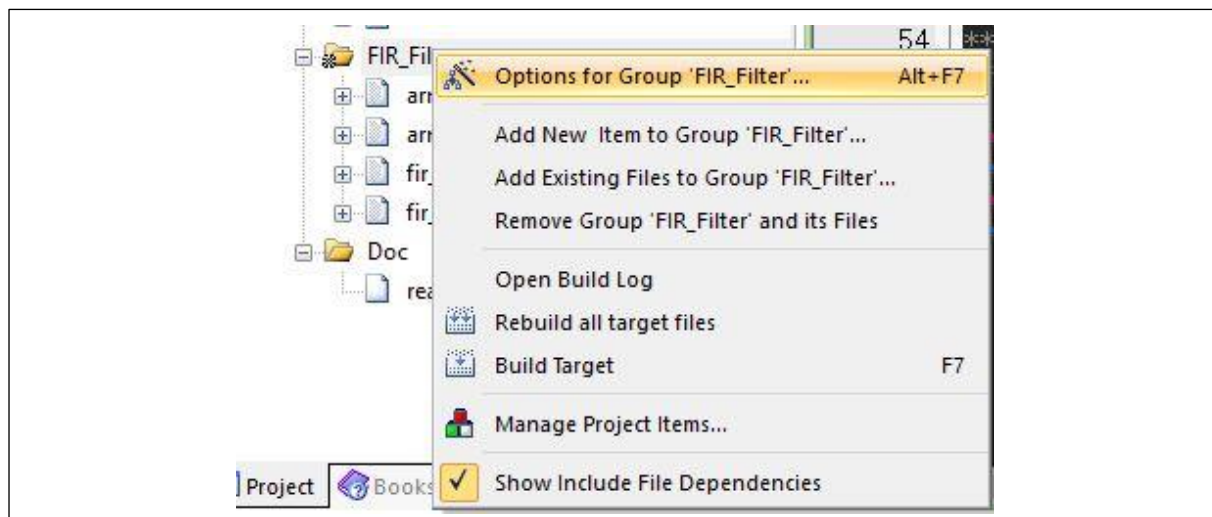 54 **
FIR_Fil
Options for Group 'FIR_Filter'... Alt+F7
arr
Add New Item to Group 'FIR_Filter'...
arr
Add Existing Files to Group 'FIR_Filter'...
fir_
Remove Group 'FIR_Filter' and its Files
fir_
Doc
Open Build Log
rea
Rebuild all target files
Build Target F7
Manage Project Items...
Project Books
Show Include File Dependencies